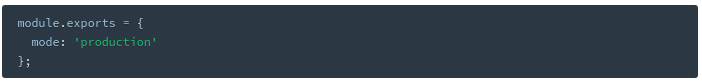 module.exports = {
  mode: 'production'
};